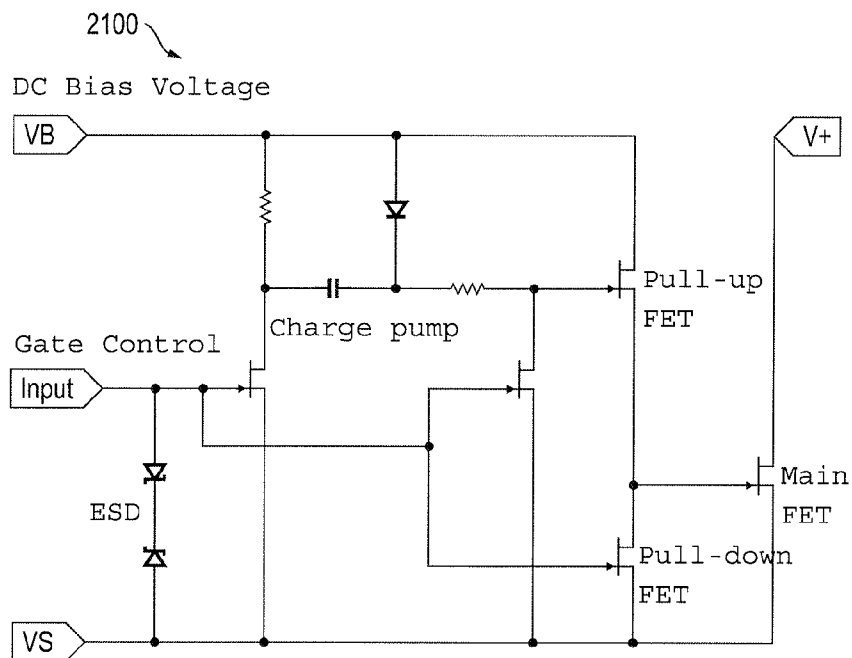 2100
DC Bias Voltage
VB
V+
Pull-up
FET
Charge pump
Gate Control
Input
ESD
Main
FET
Pull-down
FET
VS